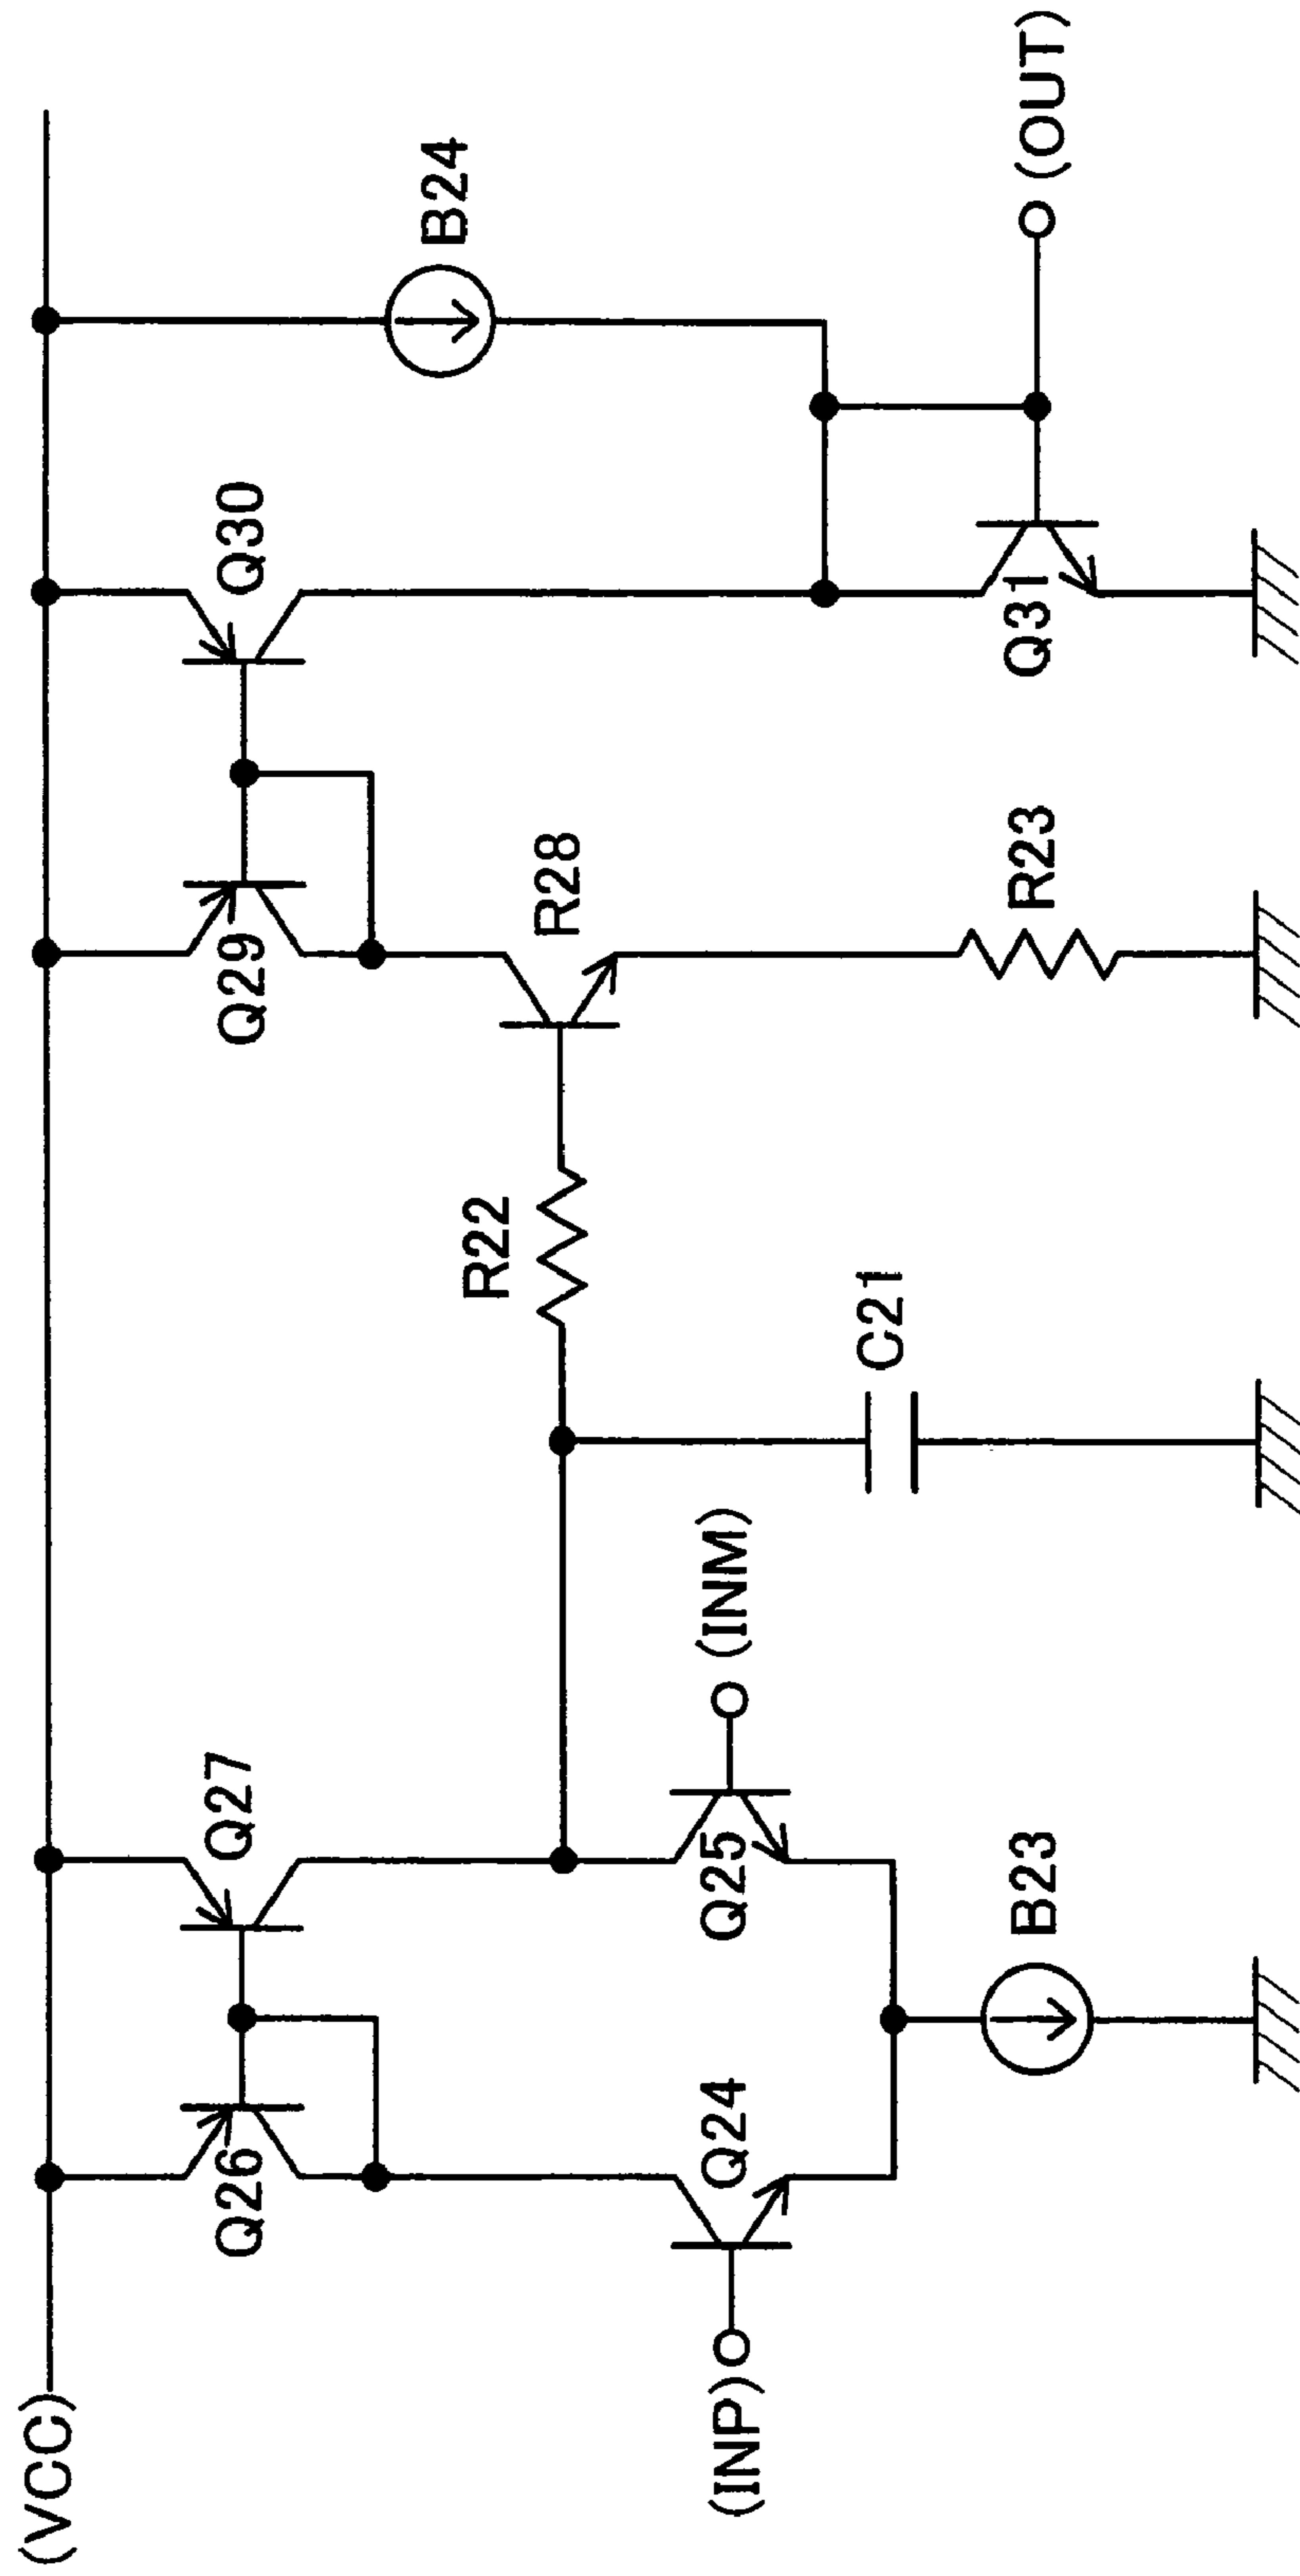 (VCC)
Q26
Q27
Q29
Q30
B24
R22
R28
(INP)
Q24
Q25
(INM)
C21
B23
R23
Q31
(OUT)